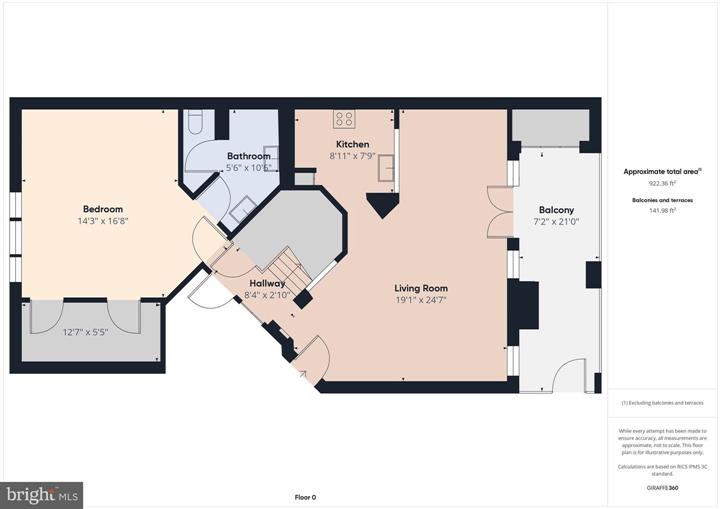 Kitchen
8'11" x 7'9"
Bathroom
5'6" x 10'6"
Bedroom
14'3" x 16'8"
Balcony
7'2" x 21'0"
Hallway
8'4" x 2'10"
Living Room
19'1" x 24'7"
12'7" x 5'5"
Approximate total area⁽¹⁾
922.36 ft²
Balconies and terraces
141.98 ft²
(1) Excluding balconies and terraces
While every attempt has been made to
ensure accuracy, all measurements are
approximate, not to scale. This floor
plan is for illustrative purposes only.
Calculations are based on RICS IPMS 3C
standard.
GIRAFFE360
Floor 0
bright MLS